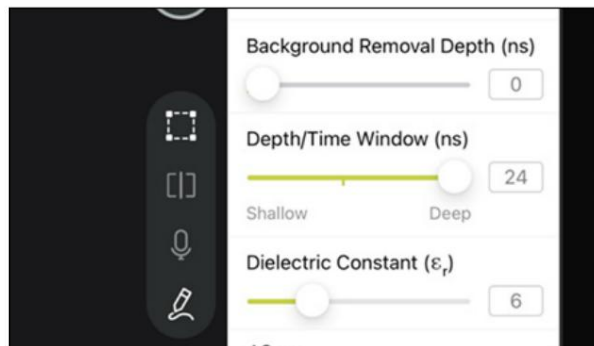 Background Removal Depth (ns)
0
Depth/Time Window (ns)
24
Shallow Deep
Dielectric Constant (εr)
6